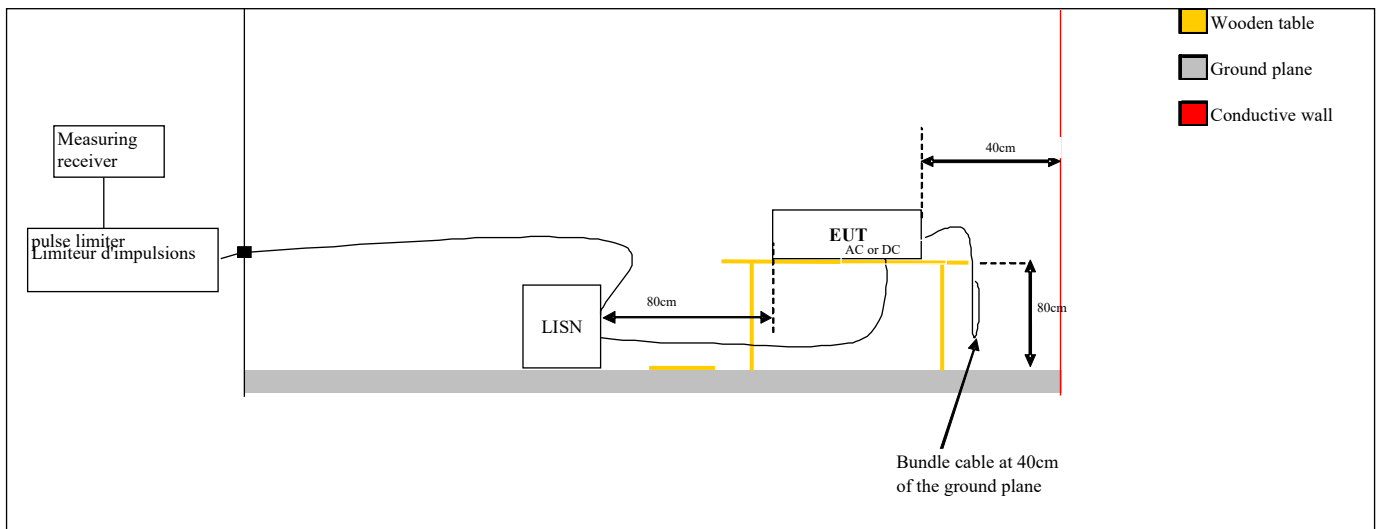 Wooden table
Ground plane
Conductive wall
Measuring
receiver
40cm
pulse limiter
Limiteur d'impulsions
EUT
AC or DC
80cm
80cm
LISN
Bundle cable at 40cm
of the ground plane